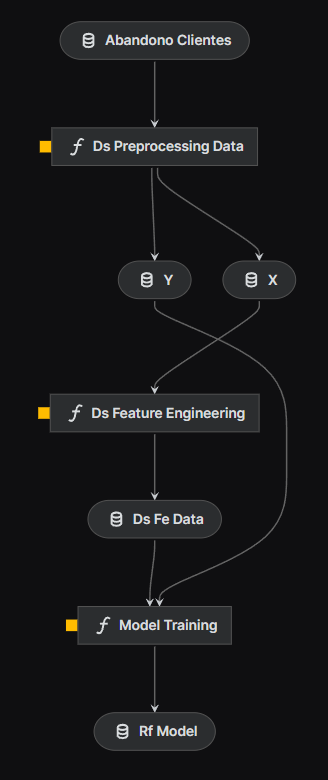 Abandono Clientes
Ds Preprocessing Data
Y
X
Ds Feature Engineering
Ds Fe Data
Model Training
Rf Model